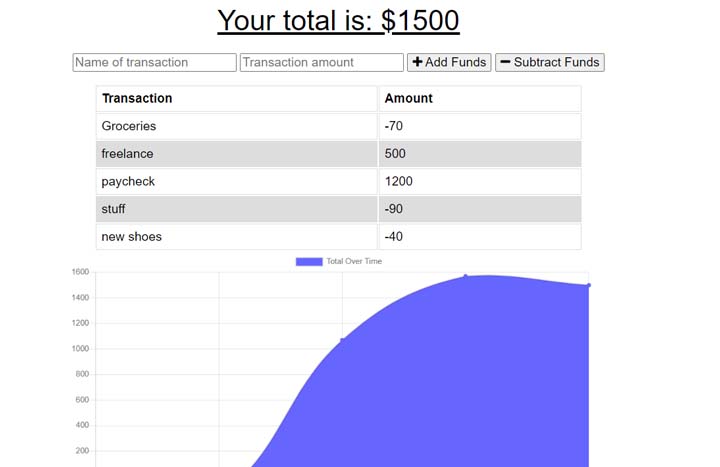 Your total is: $1500
Name of transaction Transaction amount + Add Funds − Subtract Funds
Transaction Amount
Groceries -70
freelance 500
paycheck 1200
stuff -90
new shoes -40
Total Over Time
1600
1400
1200
1000
800
600
400
200